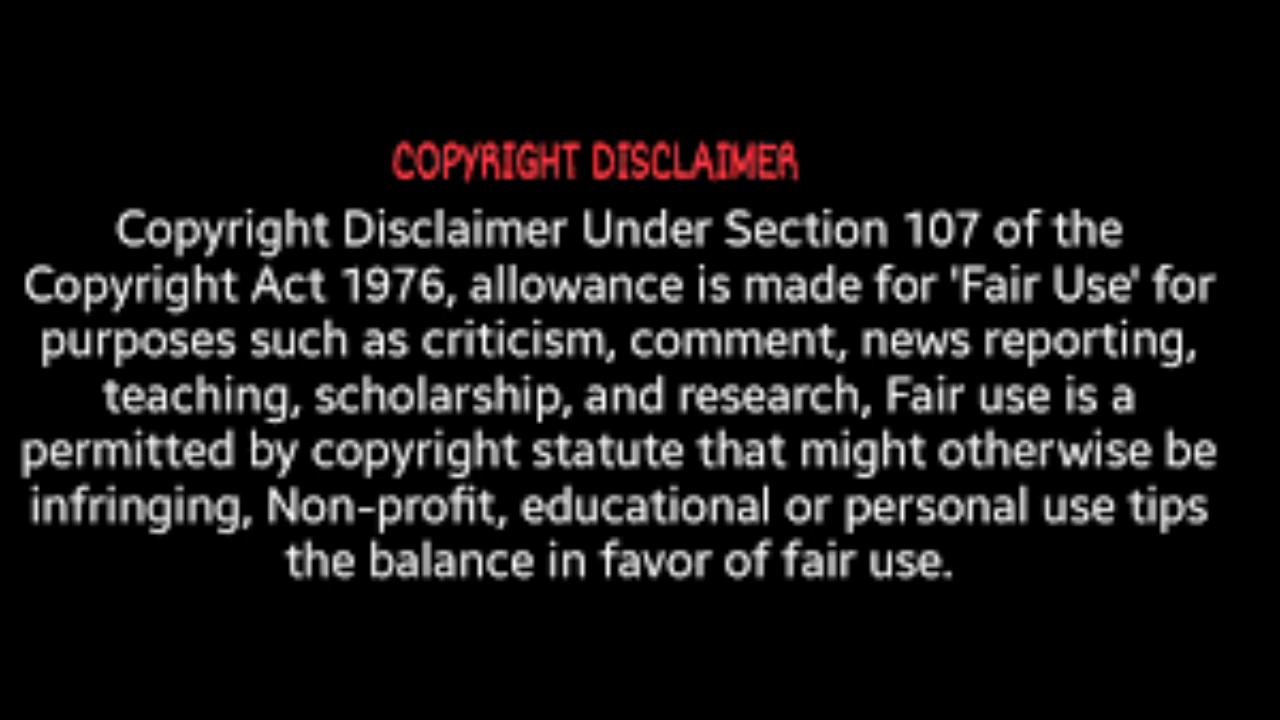 COPYRIGHT DISCLAIMER
Copyright Disclaimer Under Section 107 of the
Copyright Act 1976, allowance is made for 'Fair Use' for
purposes such as criticism, comment, news reporting,
teaching, scholarship, and research, Fair use is a
permitted by copyright statute that might otherwise be
infringing, Non-profit, educational or personal use tips
the balance in favor of fair use.